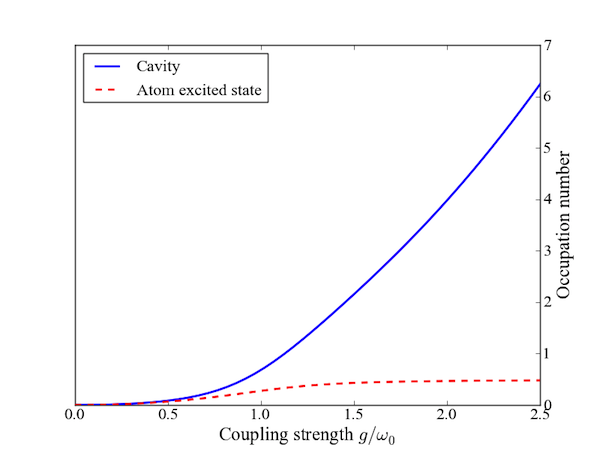 Cavity
Atom excited state
7
6
5
4
3
2
1
0
Occupation number
0.0 0.5 1.0 1.5 2.0 2.5
Coupling strength g/ω₀